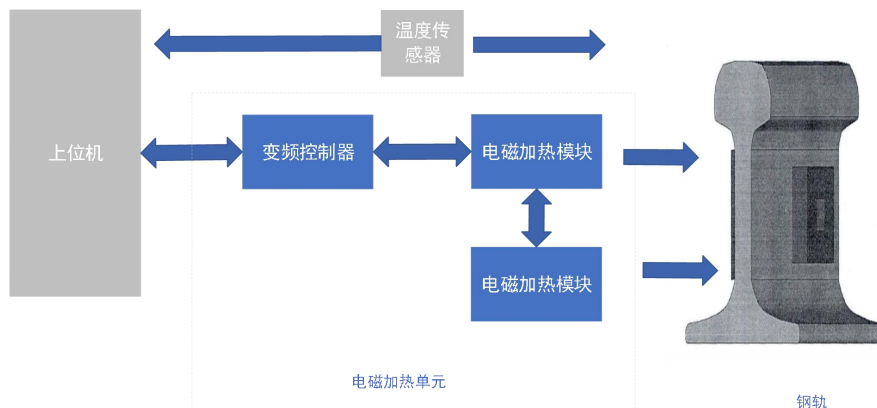 温度传
感器
上位机
变频控制器
电磁加热模块
电磁加热模块
电磁加热单元
钢轨